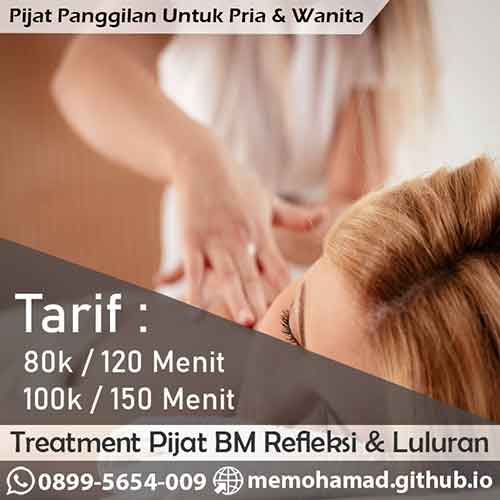 Pijat Panggilan Untuk Pria & Wanita
Tarif :
80k / 120 Menit
100k / 150 Menit
Treatment Pijat BM Refleksi & Luluran
0899-5654-009 memohamad.github.io